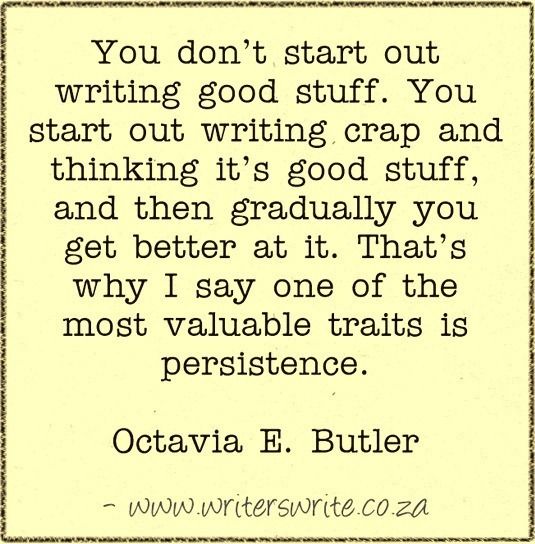 You don't start out
writing good stuff. You
start out writing crap and
thinking it's good stuff,
and then gradually you
get better at it. That's
why I say one of the
most valuable traits is
persistence.
Octavia E. Butler
- www.writerswrite.co.za